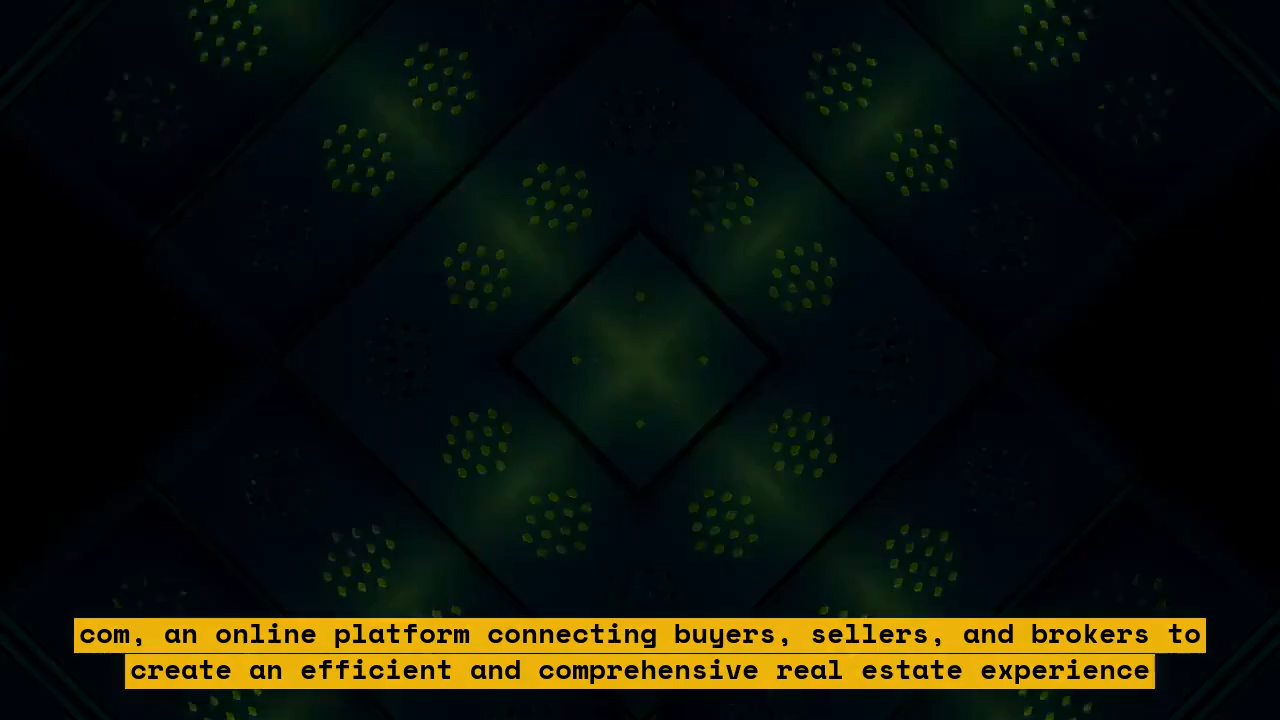 com, an online platform connecting buyers, sellers, and brokers to
create an efficient and comprehensive real estate experience